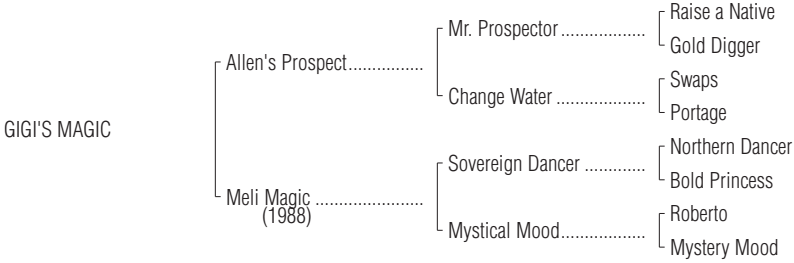 Raise a Native
Mr. Prospector...................
Gold Digger
Allen's Prospect................
Swaps
Change Water ...................
Portage
GIGI'S MAGIC
Northern Dancer
Sovereign Dancer .............
Bold Princess
Meli Magic .......................
(1988)
Roberto
Mystical Mood..................
Mystery Mood